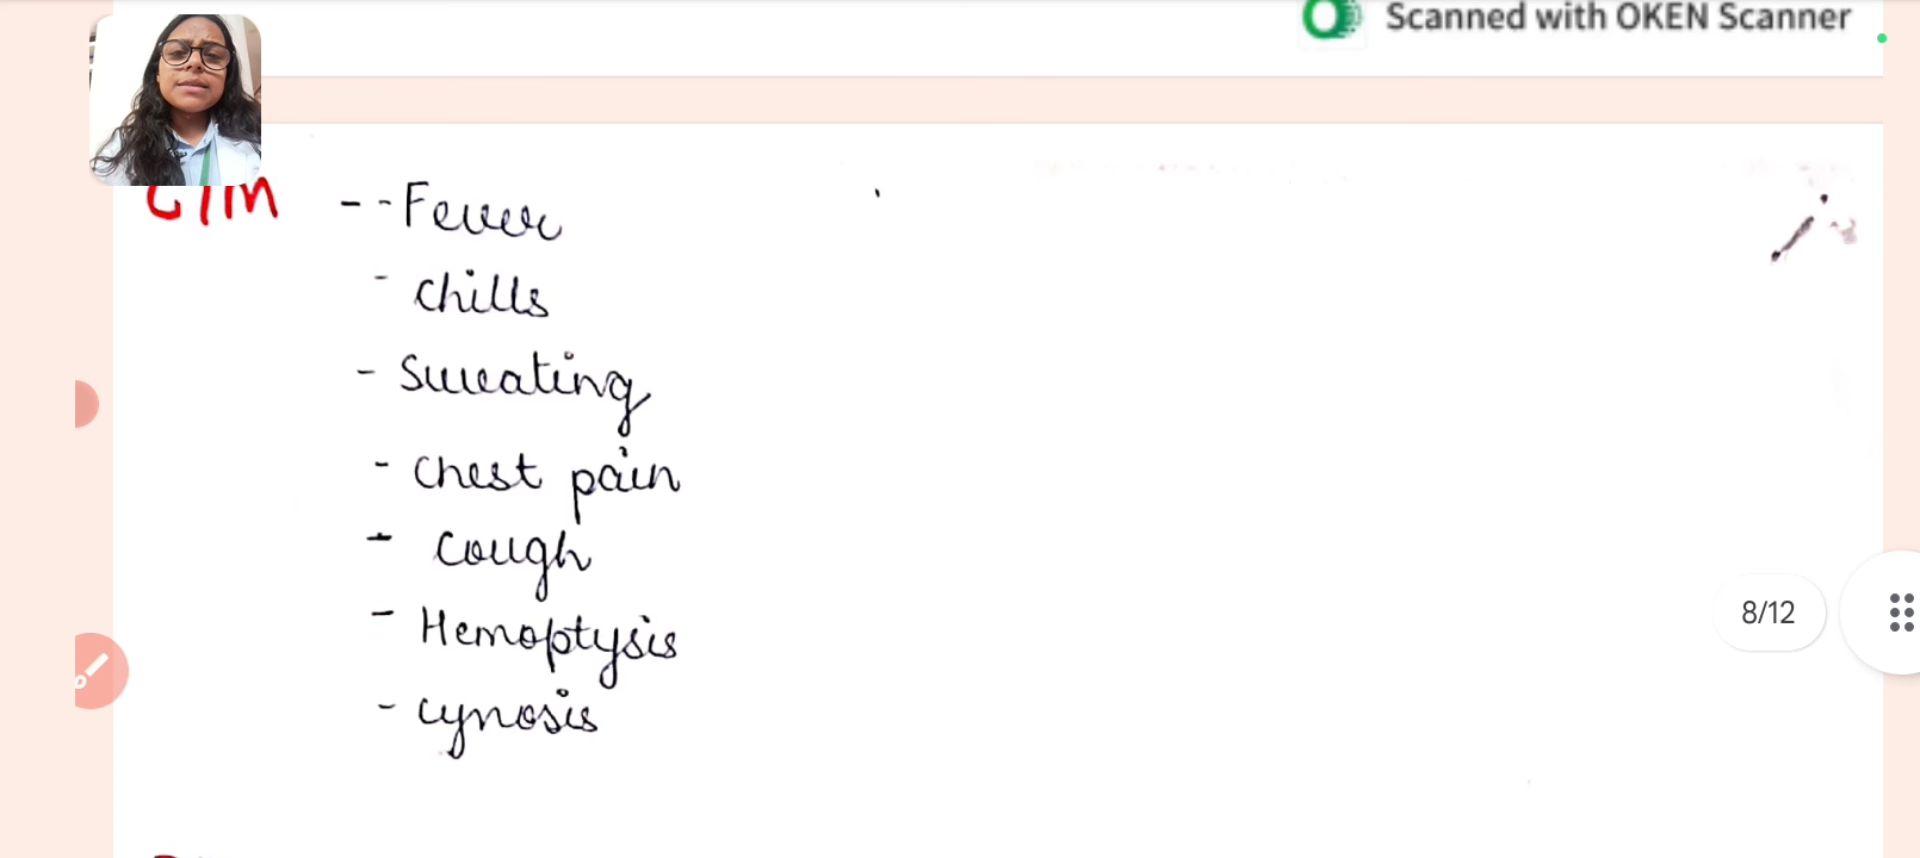 Scanned with OKEN Scanner
C/M -- Fever
- chills
- Sweating
- chest pain
- cough
- Hemoptysis
- cynosis
8/12